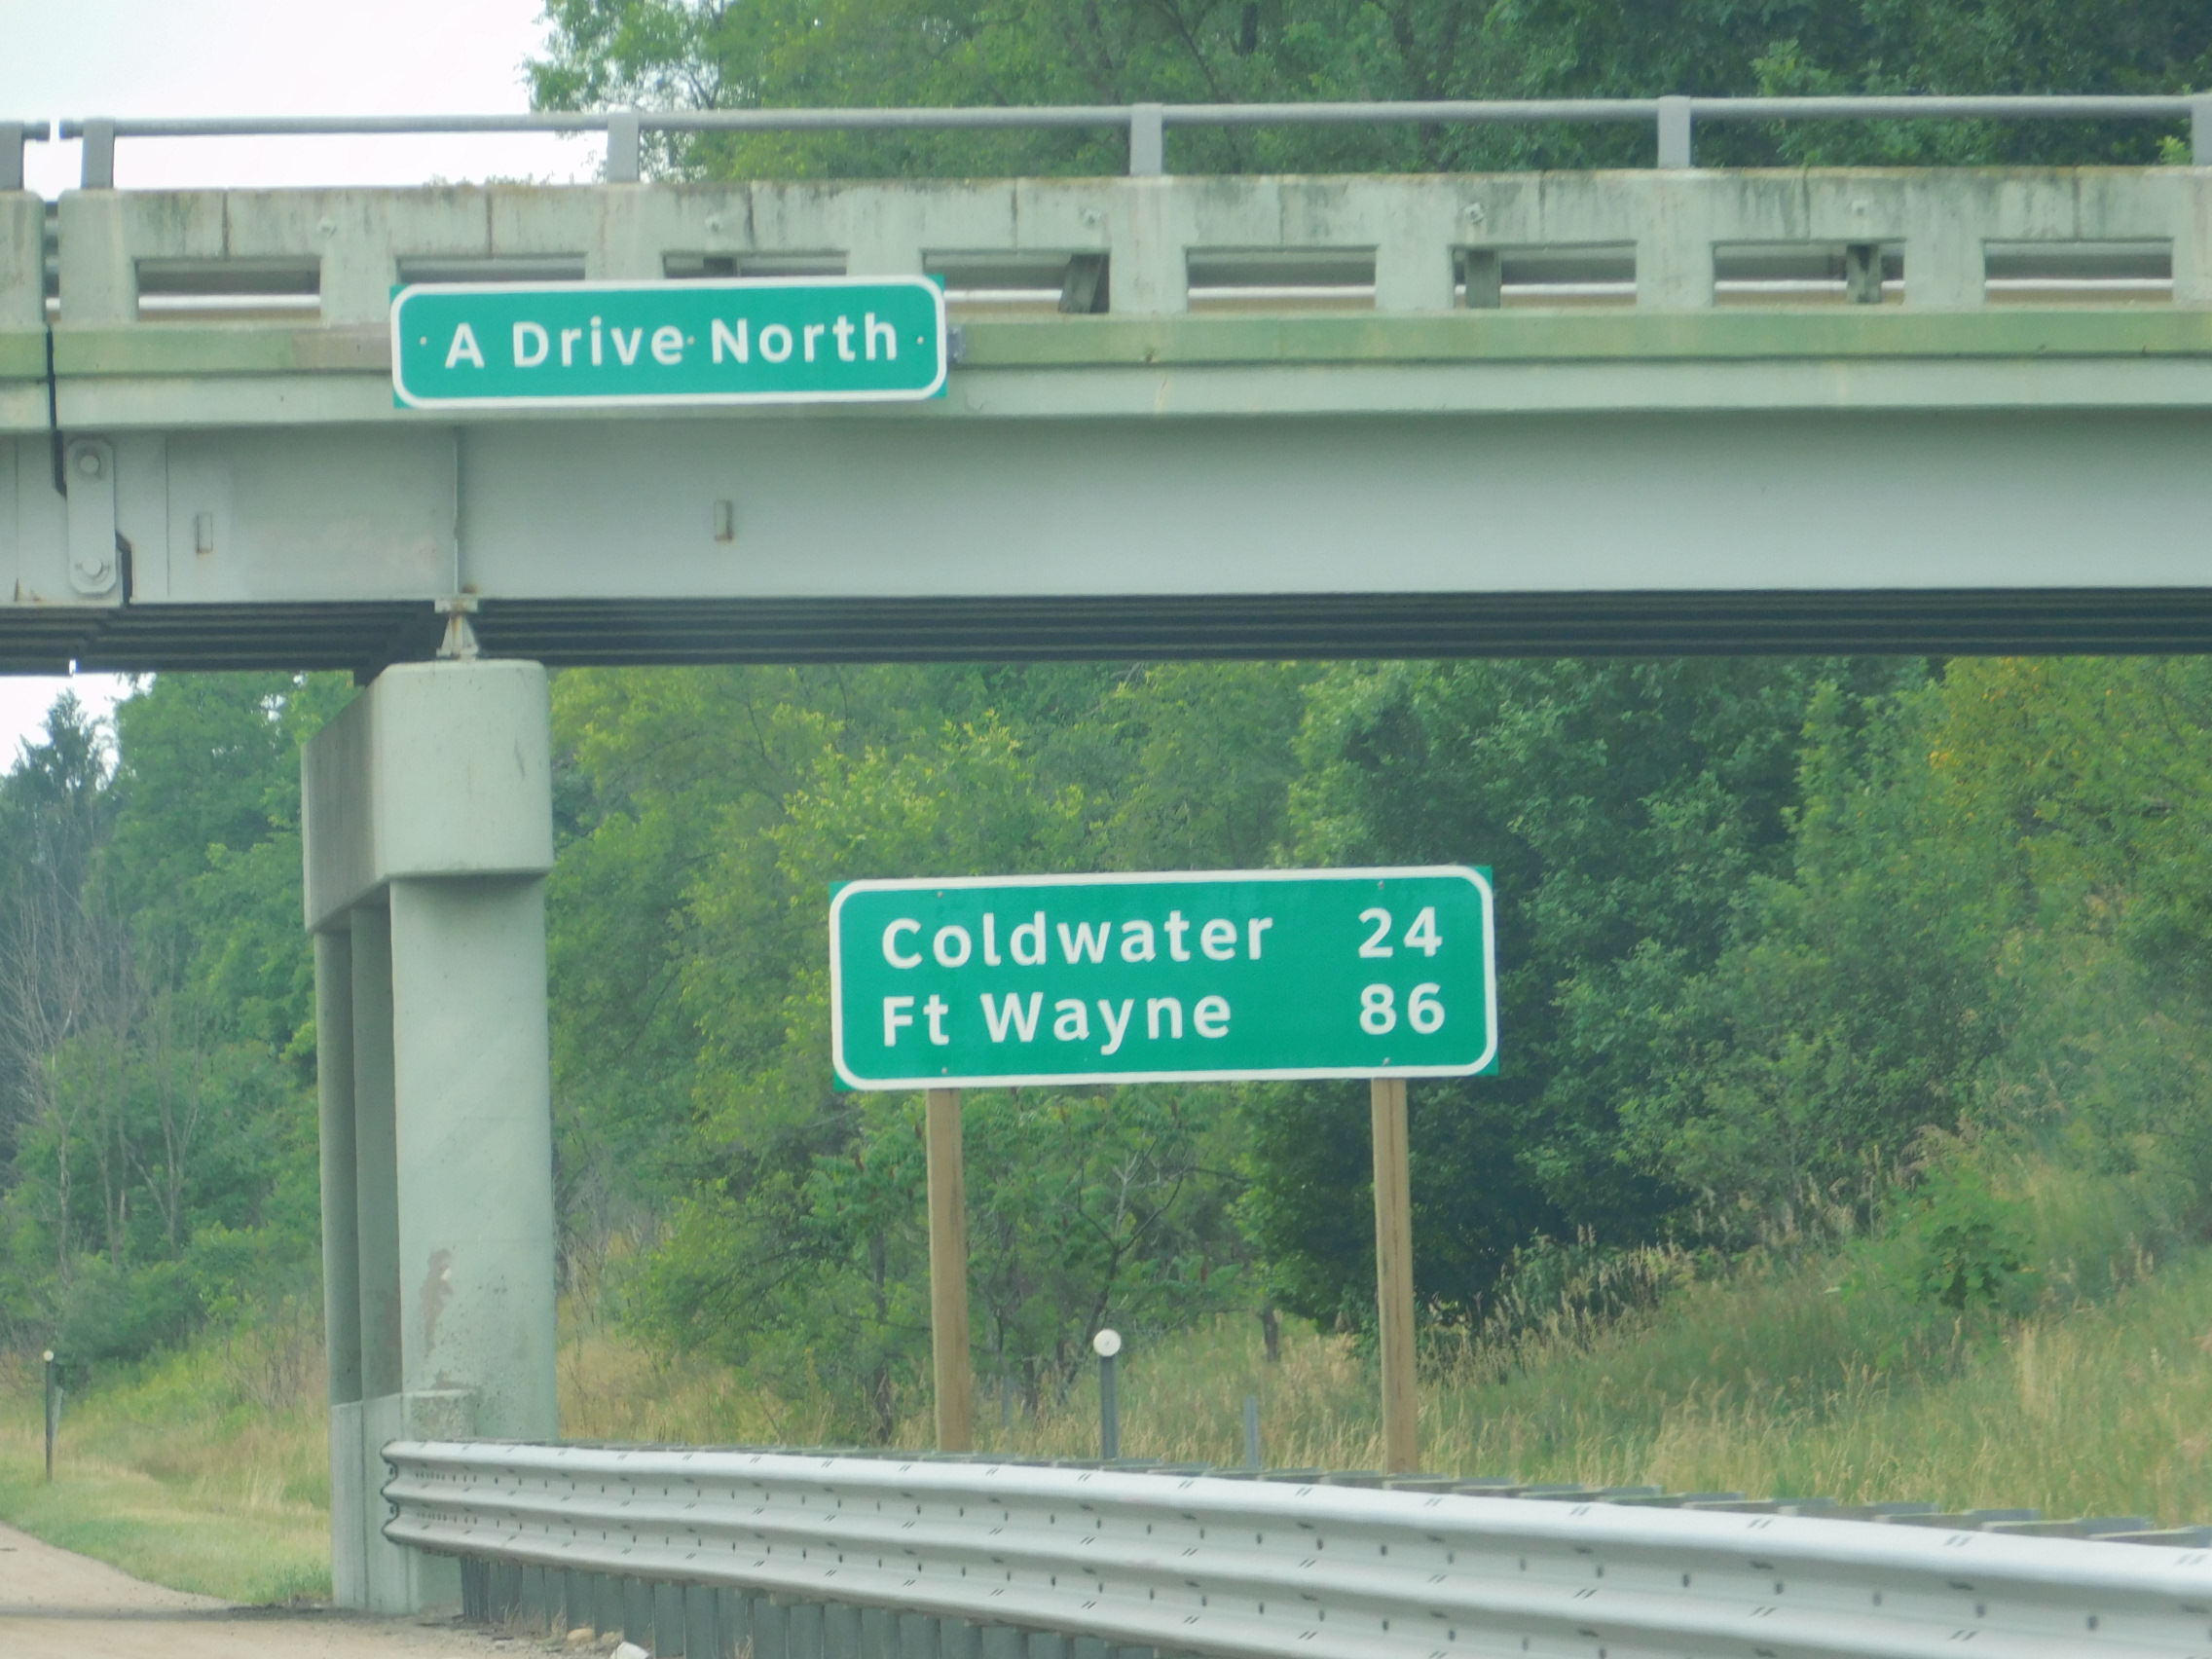 A Drive North
Coldwater 24
Ft Wayne 86